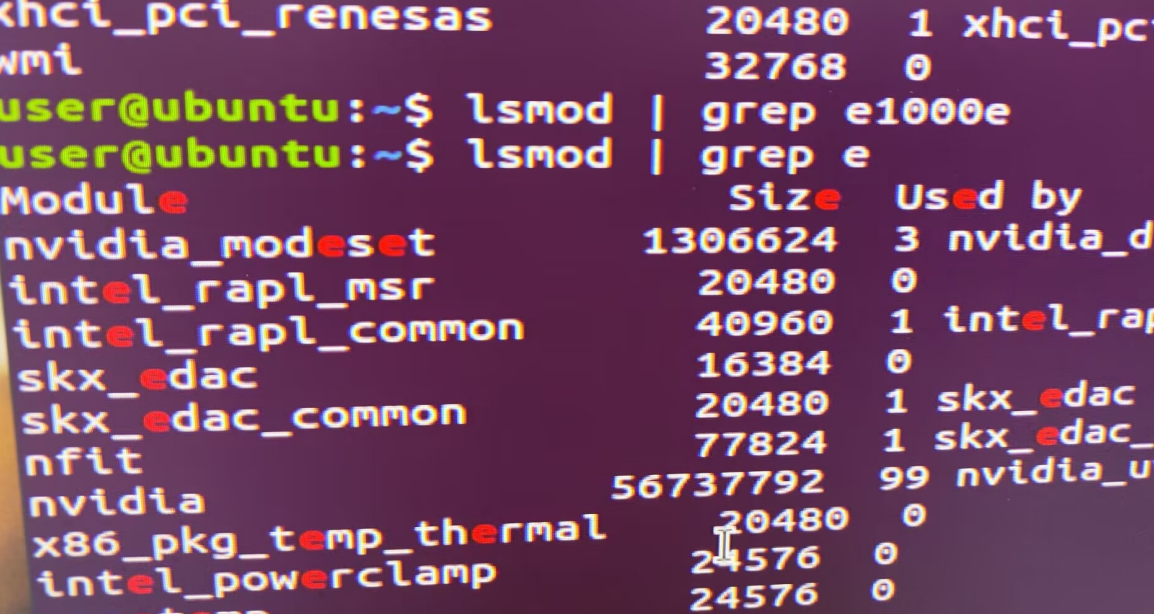 xhci_pci_renesas 20480 1 xhci_pc
wmi 32768 0
user@ubuntu:~$ lsmod | grep e1000e
user@ubuntu:~$ lsmod | grep e
Module Size Used by
nvidia_modeset 1306624 3 nvidia_d
intel_rapl_msr 20480 0
intel_rapl_common 40960 1 intel_rap
skx_edac 16384 0
skx_edac_common 20480 1 skx_edac
nfit 77824 1 skx_edac_
nvidia 56737792 99 nvidia_u
x86_pkg_temp_thermal 20480 0
intel_powerclamp 24576 0
24576 0